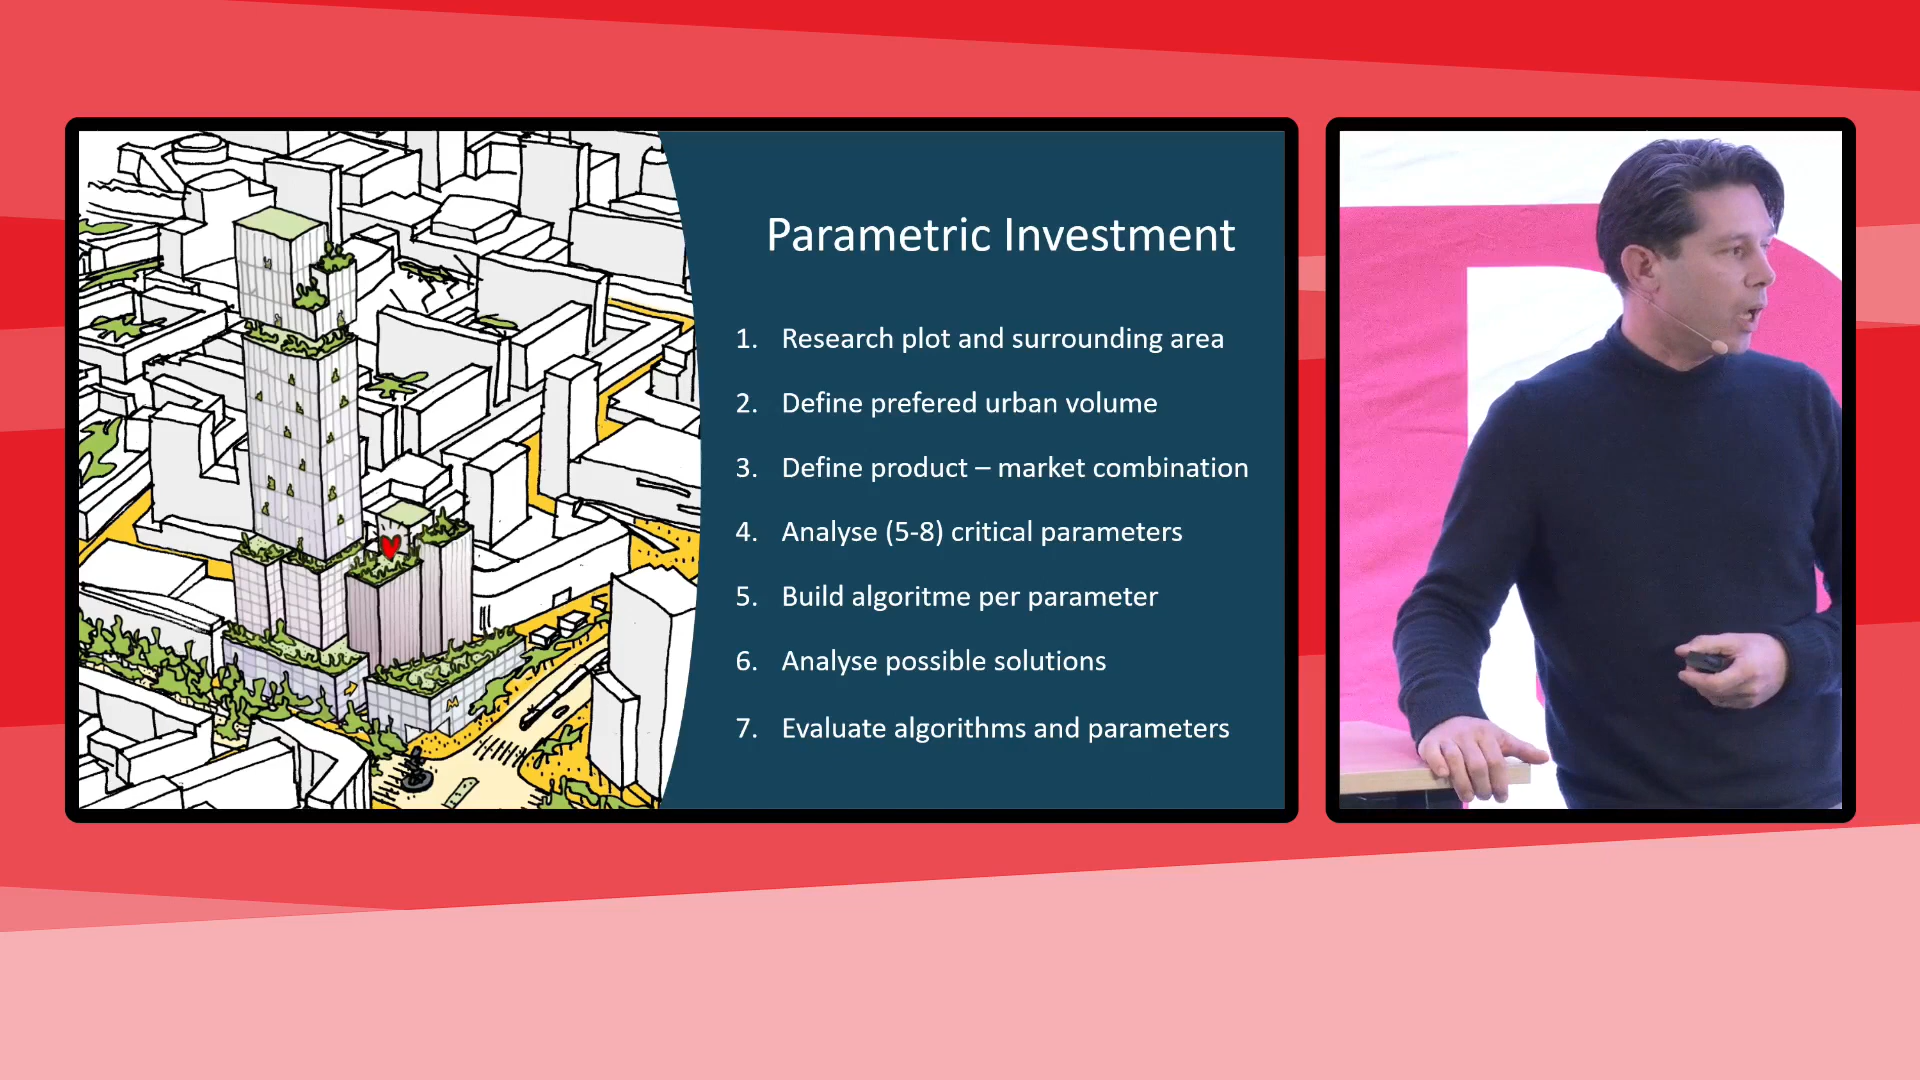 Parametric Investment
1. Research plot and surrounding area
2. Define prefered urban volume
3. Define product – market combination
4. Analyse (5-8) critical parameters
5. Build algoritme per parameter
6. Analyse possible solutions
7. Evaluate algorithms and parameters